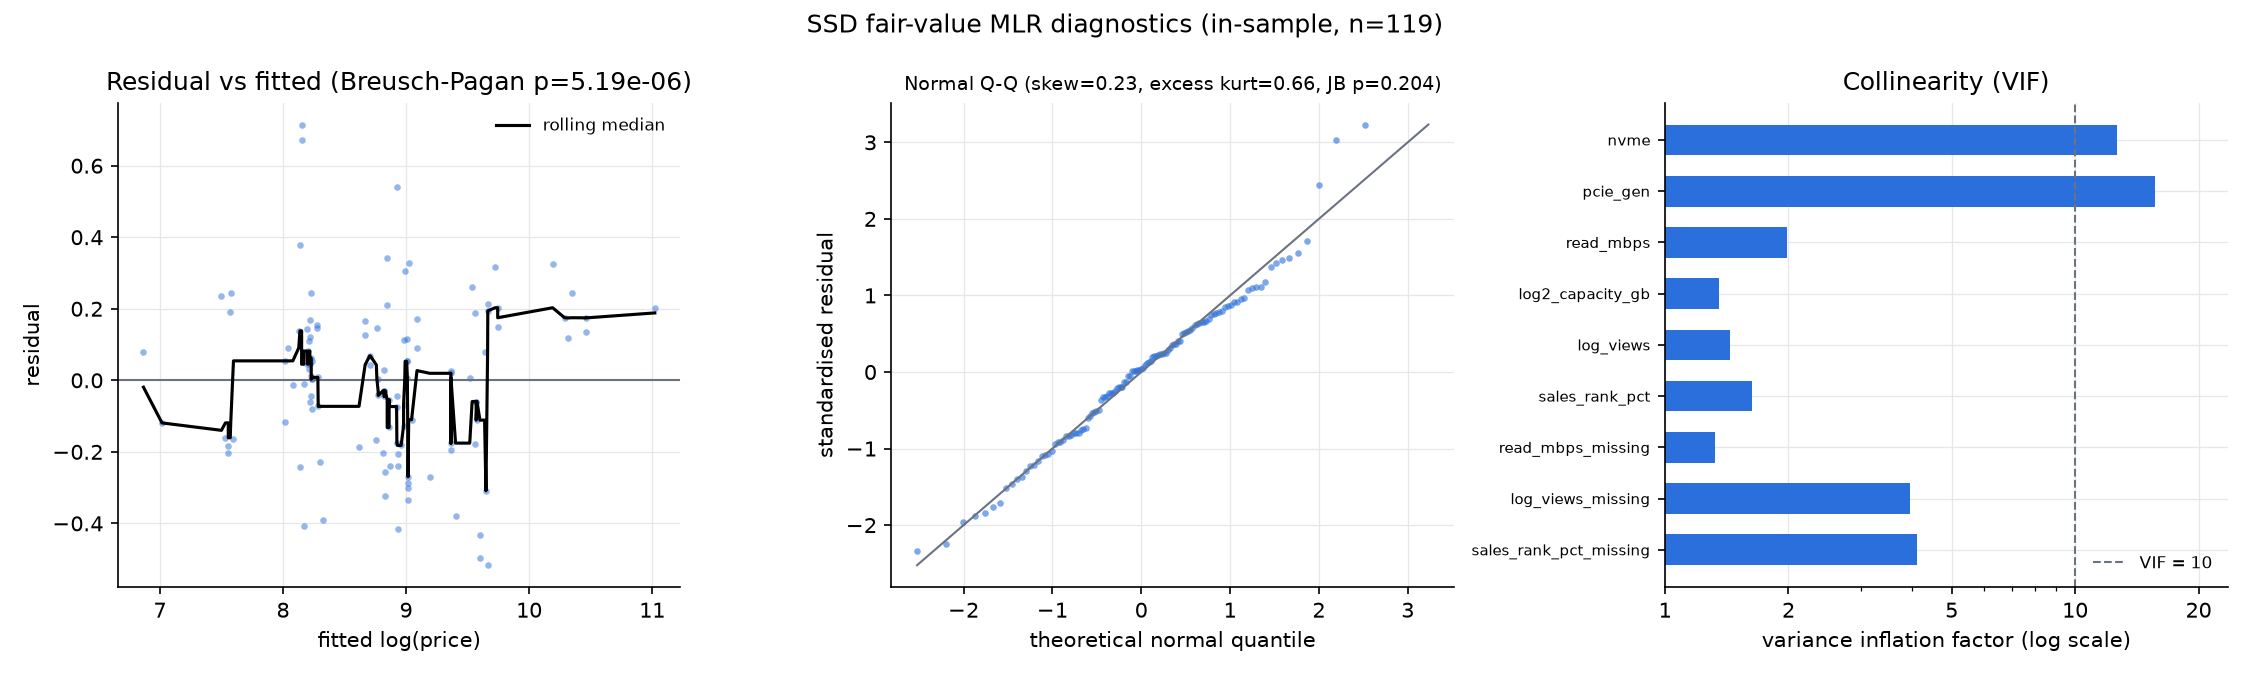 SSD fair-value MLR diagnostics (in-sample, n=119)
Residual vs fitted (Breusch-Pagan p=5.19e-06)
rolling median
residual
0.6
0.4
0.2
0.0
−0.2
−0.4
7 8 9 10 11
fitted log(price)
Normal Q-Q (skew=0.23, excess kurt=0.66, JB p=0.204)
standardised residual
3
2
1
0
−1
−2
−2 −1 0 1 2 3
theoretical normal quantile
Collinearity (VIF)
nvme
pcie_gen
read_mbps
log2_capacity_gb
log_views
sales_rank_pct
read_mbps_missing
log_views_missing
sales_rank_pct_missing
VIF = 10
1 2 5 10 20
variance inflation factor (log scale)